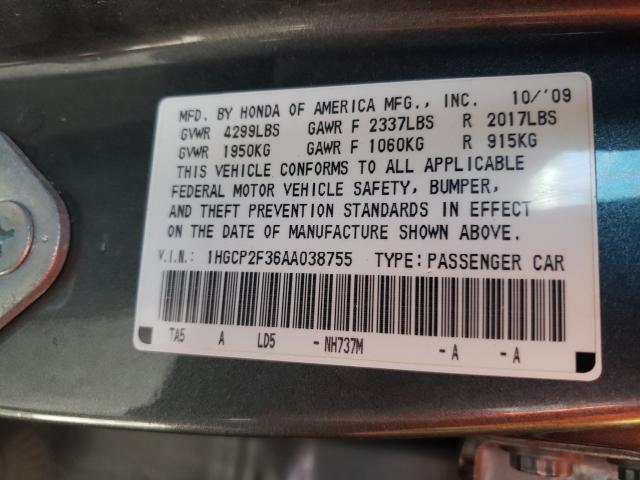 MFD. BY HONDA OF AMERICA MFG., INC. 10/'09
GVWR 4299LBS GAWR F 2337LBS R 2017LBS
GVWR 1950KG GAWR F 1060KG R 915KG
THIS VEHICLE CONFORMS TO ALL APPLICABLE
FEDERAL MOTOR VEHICLE SAFETY, BUMPER,
AND THEFT PREVENTION STANDARDS IN EFFECT
ON THE DATE OF MANUFACTURE SHOWN ABOVE.
V.I.N.: 1HGCP2F36AA038755 TYPE: PASSENGER CAR
TA5 A LD5 -NH737M -A -A